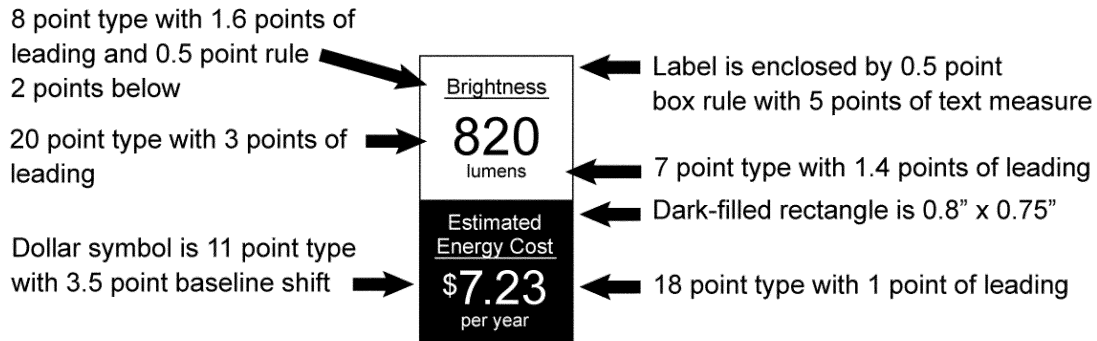 8 point type with 1.6 points of
leading and 0.5 point rule
2 points below
20 point type with 3 points of
leading
Dollar symbol is 11 point type
with 3.5 point baseline shift
Brightness
820
lumens
Estimated
Energy Cost
$7.23
per year
Label is enclosed by 0.5 point
box rule with 5 points of text measure
7 point type with 1.4 points of leading
Dark-filled rectangle is 0.8” x 0.75”
18 point type with 1 point of leading